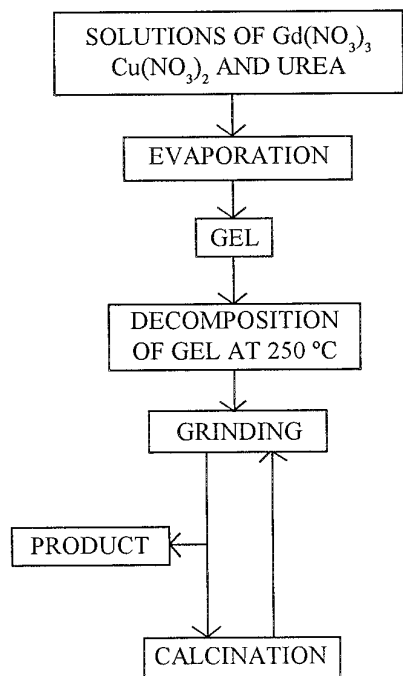 SOLUTIONS OF Gd(NO₃)₃
Cu(NO₃)₂ AND UREA
EVAPORATION
GEL
DECOMPOSITION
OF GEL AT 250 ºC
GRINDING
PRODUCT
CALCINATION